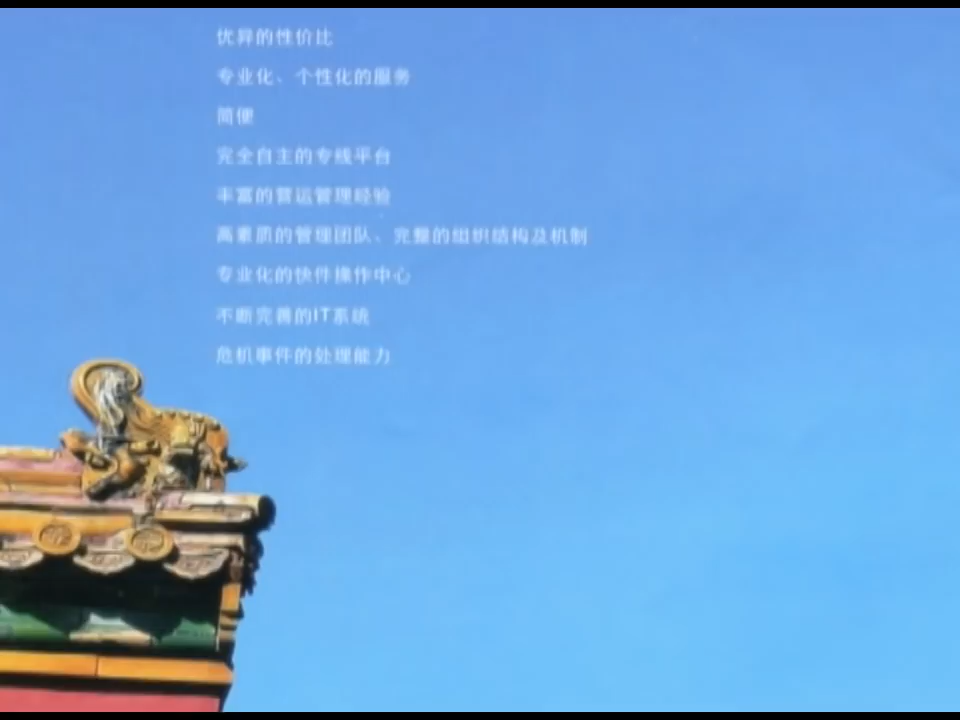 优异的性价比
专业化、个性化的服务
简便
完全自主的专线平台
丰富的营运管理经验
高素质的管理团队、完整的组织结构及机制
专业化的快件操作中心
不断完善的IT系统
危机事件的处理能力